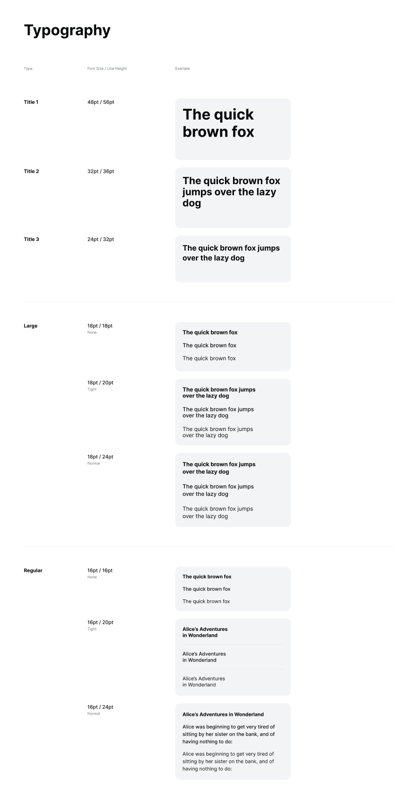 Typography
Type Font Size / Line Height Example
Title 1 48pt / 56pt
The quick
brown fox
Title 2 32pt / 36pt
The quick brown fox
jumps over the lazy
dog
Title 3 24pt / 32pt
The quick brown fox jumps
over the lazy dog
Large 18pt / 18pt
None
The quick brown fox
The quick brown fox
The quick brown fox
18pt / 20pt
Tight
The quick brown fox jumps
over the lazy dog
The quick brown fox jumps
over the lazy dog
The quick brown fox jumps
over the lazy dog
18pt / 24pt
Normal
The quick brown fox jumps
over the lazy dog
The quick brown fox jumps
over the lazy dog
The quick brown fox jumps
over the lazy dog
Regular 16pt / 16pt
None
The quick brown fox
The quick brown fox
The quick brown fox
16pt / 20pt
Tight
Alice's Adventures
in Wonderland
Alice's Adventures
in Wonderland
Alice's Adventures
in Wonderland
16pt / 24pt
Normal
Alice's Adventures in Wonderland
Alice was beginning to get very tired of
sitting by her sister on the bank, and of
having nothing to do:
Alice was beginning to get very tired of
sitting by her sister on the bank, and of
having nothing to do: